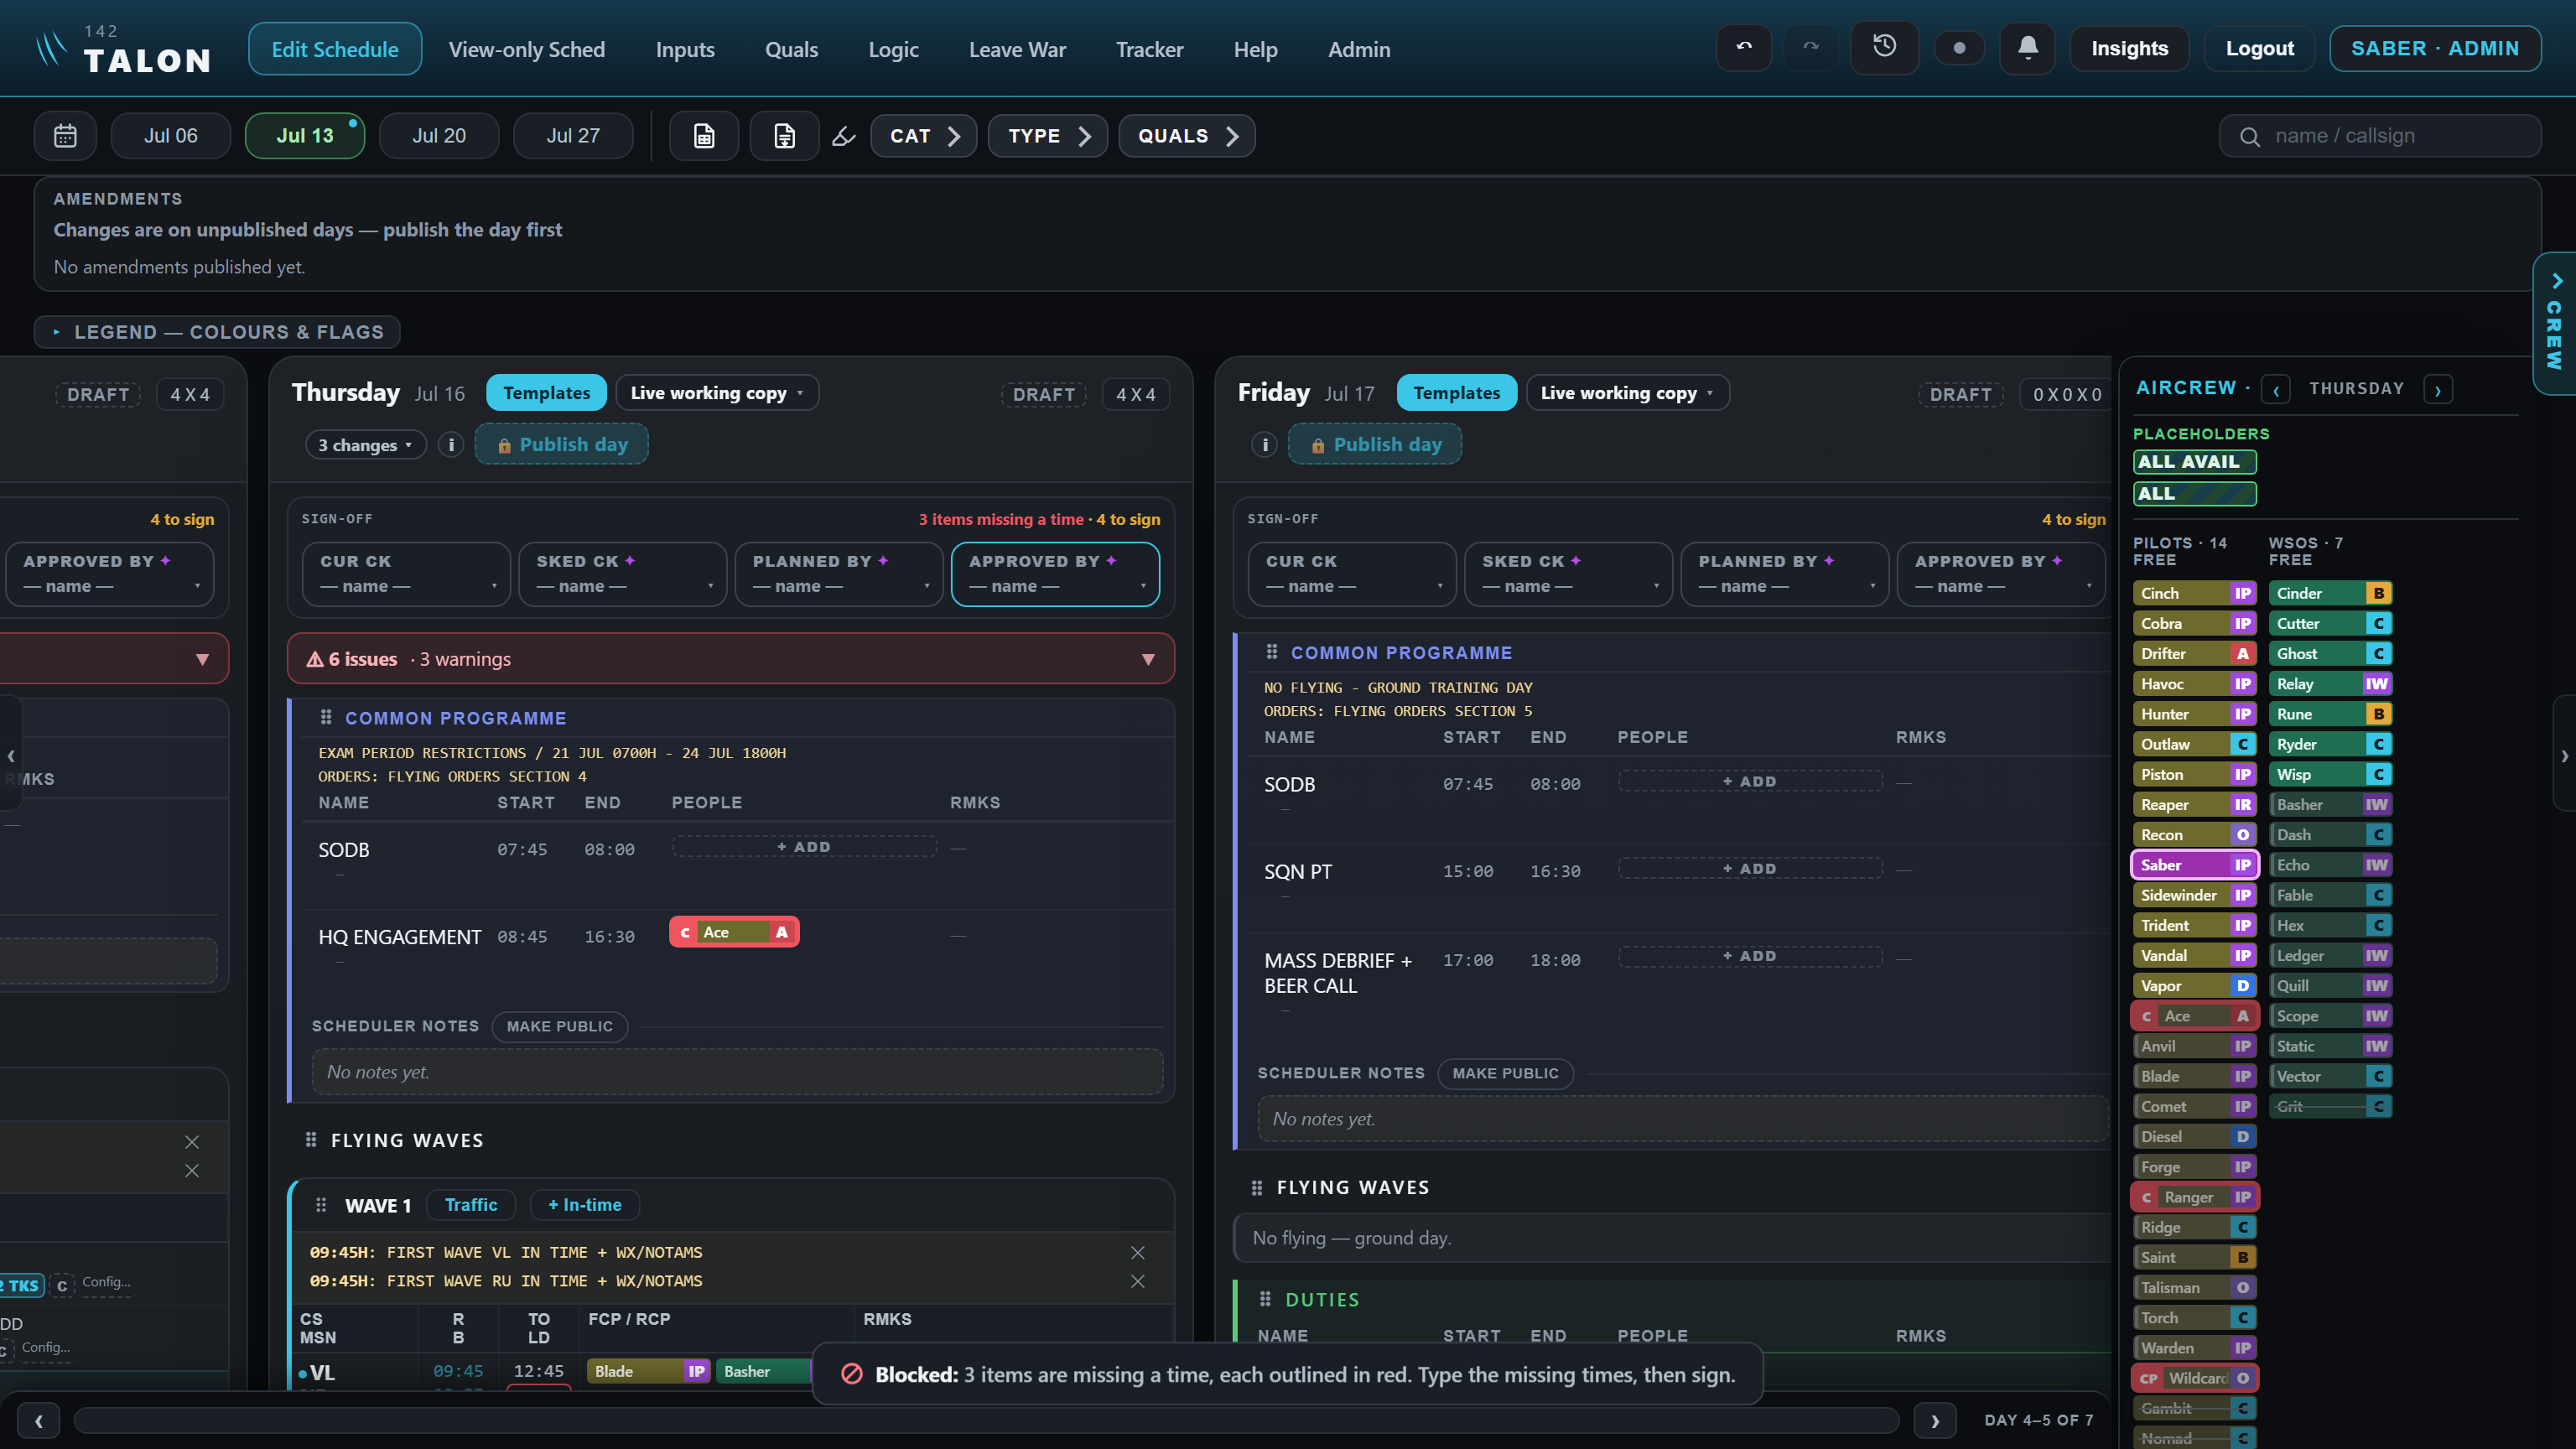 142
TALON
Edit Schedule
View-only Sched
Inputs
Quals
Logic
Leave War
Tracker
Help
Admin
Insights
Logout
SABER · ADMIN
Jul 06
Jul 13
Jul 20
Jul 27
CAT
TYPE
QUALS
name / callsign
AMENDMENTS
Changes are on unpublished days — publish the day first
No amendments published yet.
CREW
LEGEND — COLOURS & FLAGS
DRAFT
4 X 4
4 to sign
APPROVED BY
— name —
RMKS
—
2 TKS
C
Config...
DD
C
Config...
Thursday
Jul 16
Templates
Live working copy
DRAFT
4 X 4
3 changes
i
Publish day
SIGN-OFF
3 items missing a time · 4 to sign
CUR CK
— name —
SKED CK
— name —
PLANNED BY
— name —
APPROVED BY
— name —
6 issues · 3 warnings
COMMON PROGRAMME
EXAM PERIOD RESTRICTIONS / 21 JUL 0700H - 24 JUL 1800H
ORDERS: FLYING ORDERS SECTION 4
NAME START END PEOPLE RMKS
SODB 07:45 08:00 + ADD —
—
HQ ENGAGEMENT 08:45 16:30 C Ace A —
—
SCHEDULER NOTES
MAKE PUBLIC
No notes yet.
FLYING WAVES
WAVE 1
Traffic
+ In-time
09:45H: FIRST WAVE VL IN TIME + WX/NOTAMS
09:45H: FIRST WAVE RU IN TIME + WX/NOTAMS
CS R TO FCP / RCP RMKS
MSN B LD
VL 09:45 12:45 Blade IP Basher
Friday
Jul 17
Templates
Live working copy
DRAFT
0 X 0 X 0
i
Publish day
SIGN-OFF
4 to sign
CUR CK
— name —
SKED CK
— name —
PLANNED BY
— name —
APPROVED BY
— name —
COMMON PROGRAMME
NO FLYING - GROUND TRAINING DAY
ORDERS: FLYING ORDERS SECTION 5
NAME START END PEOPLE RMKS
SODB 07:45 08:00 + ADD —
—
SQN PT 15:00 16:30 + ADD —
—
MASS DEBRIEF + 17:00 18:00 + ADD —
BEER CALL
—
SCHEDULER NOTES
MAKE PUBLIC
No notes yet.
FLYING WAVES
No flying — ground day.
DUTIES
NAME START END PEOPLE RMKS
Blocked: 3 items are missing a time, each outlined in red. Type the missing times, then sign.
DAY 4–5 OF 7
AIRCREW ·
THURSDAY
PLACEHOLDERS
ALL AVAIL
ALL
PILOTS · 14
FREE
Cinch IP
Cobra IP
Drifter A
Havoc IP
Hunter IP
Outlaw C
Piston IP
Reaper IR
Recon O
Saber IP
Sidewinder IP
Trident IP
Vandal IP
Vapor D
C Ace A
Anvil IP
Blade IP
Comet IP
Diesel D
Forge IP
C Ranger IP
Ridge C
Saint B
Talisman O
Torch C
Warden IP
CP Wildcard O
Gambit C
Nomad C
WSOS · 7
FREE
Cinder B
Cutter C
Ghost C
Relay IW
Rune B
Ryder C
Wisp C
Basher IW
Dash C
Echo IW
Fable C
Hex C
Ledger IW
Quill IW
Scope IW
Static IW
Vector C
Grit C